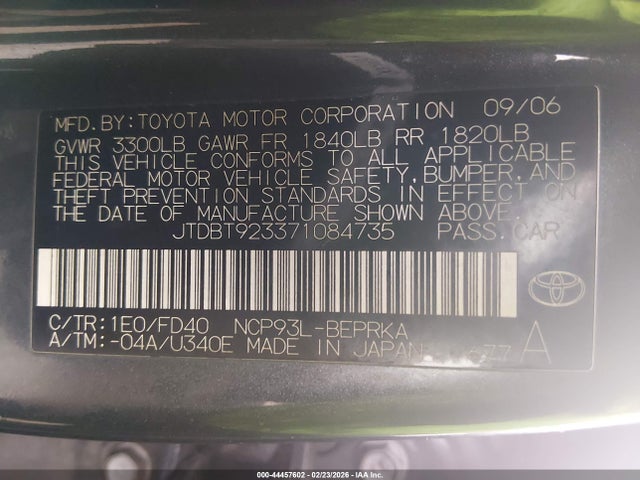 MFD.BY:TOYOTA MOTOR CORPORATION 09/06
GVWR 3300LB GAWR FR 1840LB RR 1820LB
THIS VEHICLE CONFORMS TO ALL APPLICABLE
FEDERAL MOTOR VEHICLE SAFETY,BUMPER,AND
THEFT PREVENTION STANDARDS IN EFFECT ON
THE DATE OF MANUFACTURE SHOWN ABOVE.
JTDBT923371084735 PASS.CAR
C/TR:1E0/FD40 NCP93L-BEPRKA
A/TM:-04A/U340E MADE IN JAPAN A
000-44457602 - 02/23/2026 - IAA Inc.